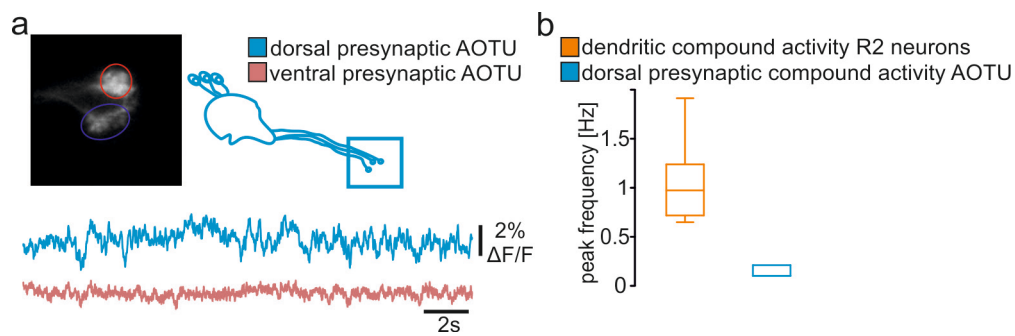 a
dorsal presynaptic AOTU
ventral presynaptic AOTU
2%
ΔF/F
2s
b
dendritic compound activity R2 neurons
dorsal presynaptic compound activity AOTU
peak frequency [Hz]
1.5
1
0.5
0